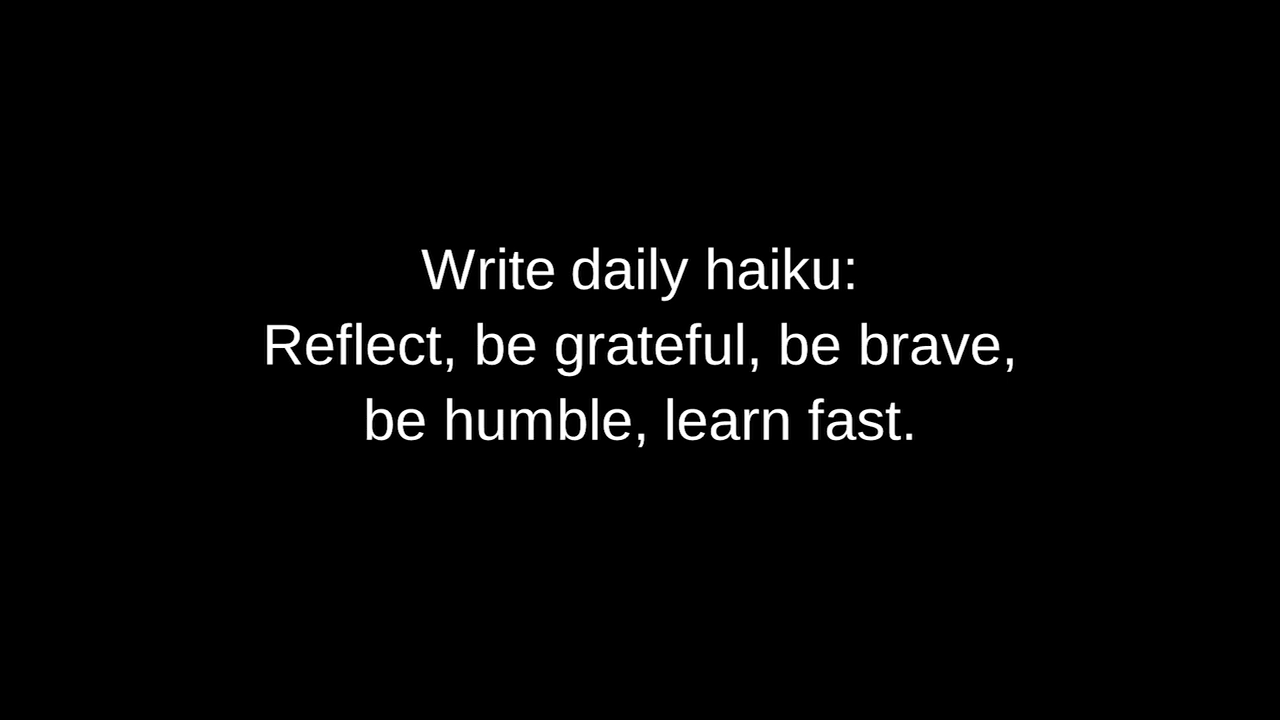 Write daily haiku:
Reflect, be grateful, be brave,
be humble, learn fast.